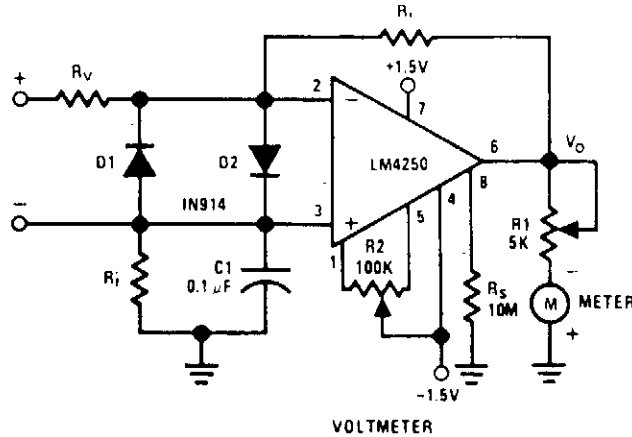 Rf
+1.5V
+
RV
2
−
7
6
VO
D1
D2
LM4250
8
−
IN914
3
+
5
4
R1
5K
1
R2
100K
C1
0.1 μF
Rf
RS
10M
−
M
METER
+
−1.5V
VOLTMETER